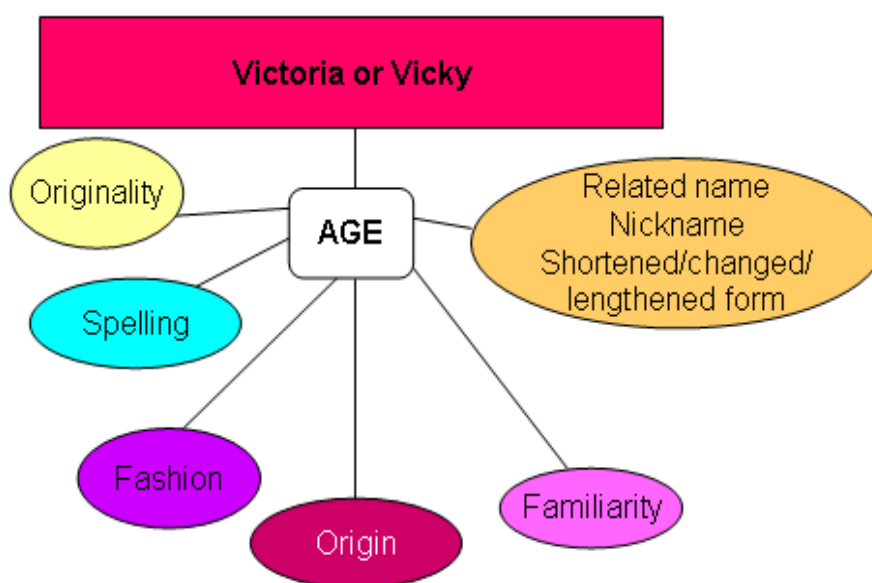 Victoria or Vicky
Originality
AGE
Related name
Nickname
Shortened/changed/
lengthened form
Spelling
Fashion
Origin
Familiarity